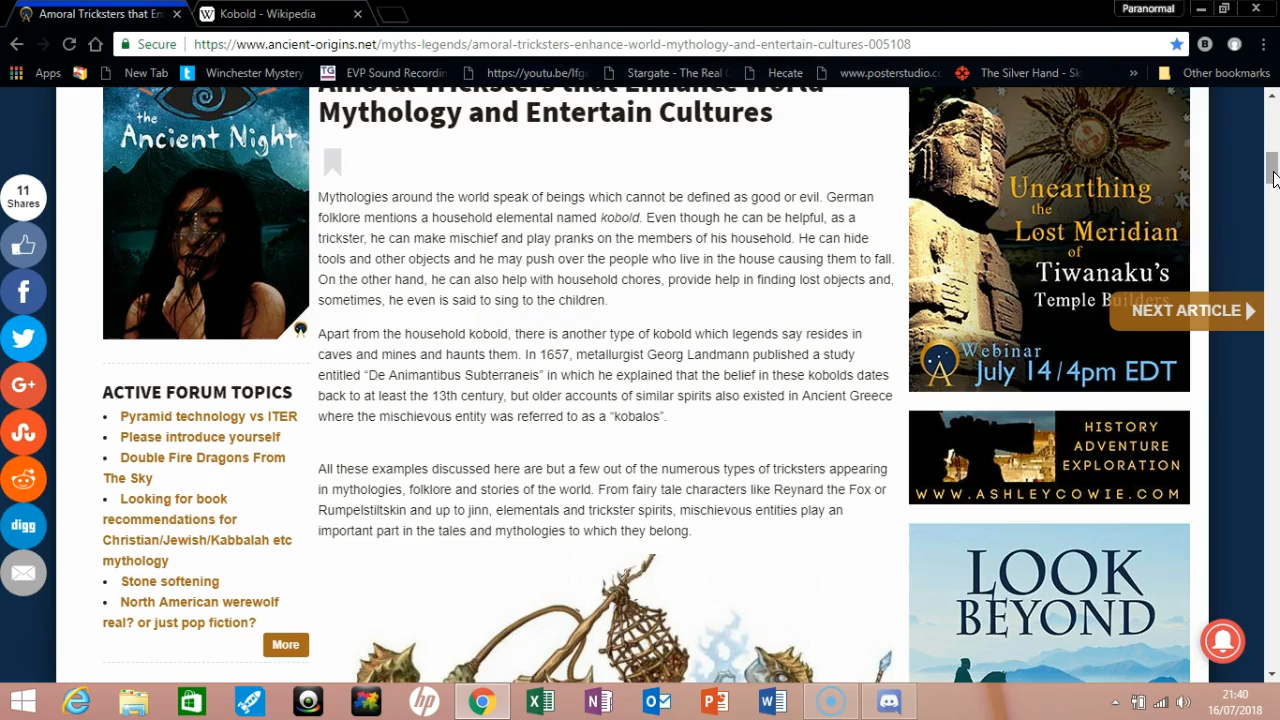 Amoral Tricksters that En
Kobold - Wikipedia
Paranormal
Secure
https://www.ancient-origins.net/myths-legends/amoral-tricksters-enhance-world-mythology-and-entertain-cultures-005108
Apps
New Tab
Winchester Mystery
EVP Sound Recordin
https://youtu.be/lfg
Stargate - The Real
Hecate
www.posterstudio.c
The Silver Hand - Sk
»
Other bookmarks
Amoral Tricksters that Enhance World
Mythology and Entertain Cultures
the
Ancient Night
11
Shares
Mythologies around the world speak of beings which cannot be defined as good or evil. German
folklore mentions a household elemental named kobold. Even though he can be helpful, as a
trickster, he can make mischief and play pranks on the members of his household. He can hide
tools and other objects and he may push over the people who live in the house causing them to fall.
On the other hand, he can also help with household chores, provide help in finding lost objects and,
sometimes, he even is said to sing to the children.
Apart from the household kobold, there is another type of kobold which legends say resides in
caves and mines and haunts them. In 1657, metallurgist Georg Landmann published a study
entitled “De Animantibus Subterraneis” in which he explained that the belief in these kobolds dates
back to at least the 13th century, but older accounts of similar spirits also existed in Ancient Greece
where the mischievous entity was referred to as a “kobalos”.
All these examples discussed here are but a few out of the numerous types of tricksters appearing
in mythologies, folklore and stories of the world. From fairy tale characters like Reynard the Fox or
Rumpelstiltskin and up to jinn, elementals and trickster spirits, mischievous entities play an
important part in the tales and mythologies to which they belong.
ACTIVE FORUM TOPICS
• Pyramid technology vs ITER
• Please introduce yourself
• Double Fire Dragons From
The Sky
• Looking for book
recommendations for
Christian/Jewish/Kabbalah etc
mythology
• Stone softening
• North American werewolf
real? or just pop fiction?
More
G+
digg
Unearthing
the
Lost Meridian
of
Tiwanaku's
Temple Builders
NEXT ARTICLE
Webinar
July 14/4pm EDT
HISTORY
ADVENTURE
EXPLORATION
WWW.ASHLEYCOWIE.COM
LOOK
BEYOND
hp
21:40
16/07/2018